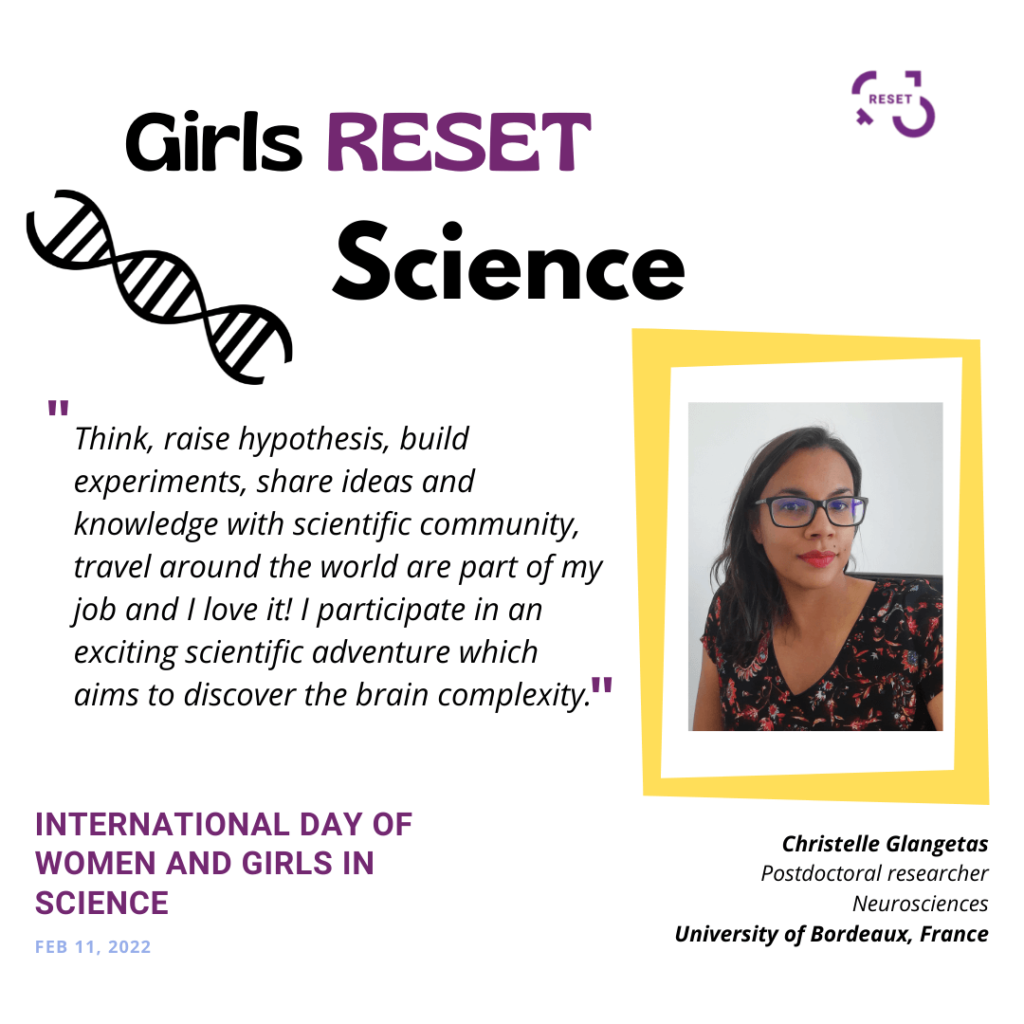 RESET
Girls RESET
Science
"Think, raise hypothesis, build
experiments, share ideas and
knowledge with scientific community,
travel around the world are part of my
job and I love it! I participate in an
exciting scientific adventure which
aims to discover the brain complexity."
INTERNATIONAL DAY OF
WOMEN AND GIRLS IN
SCIENCE
FEB 11, 2022
Christelle Glangetas
Postdoctoral researcher
Neurosciences
University of Bordeaux, France